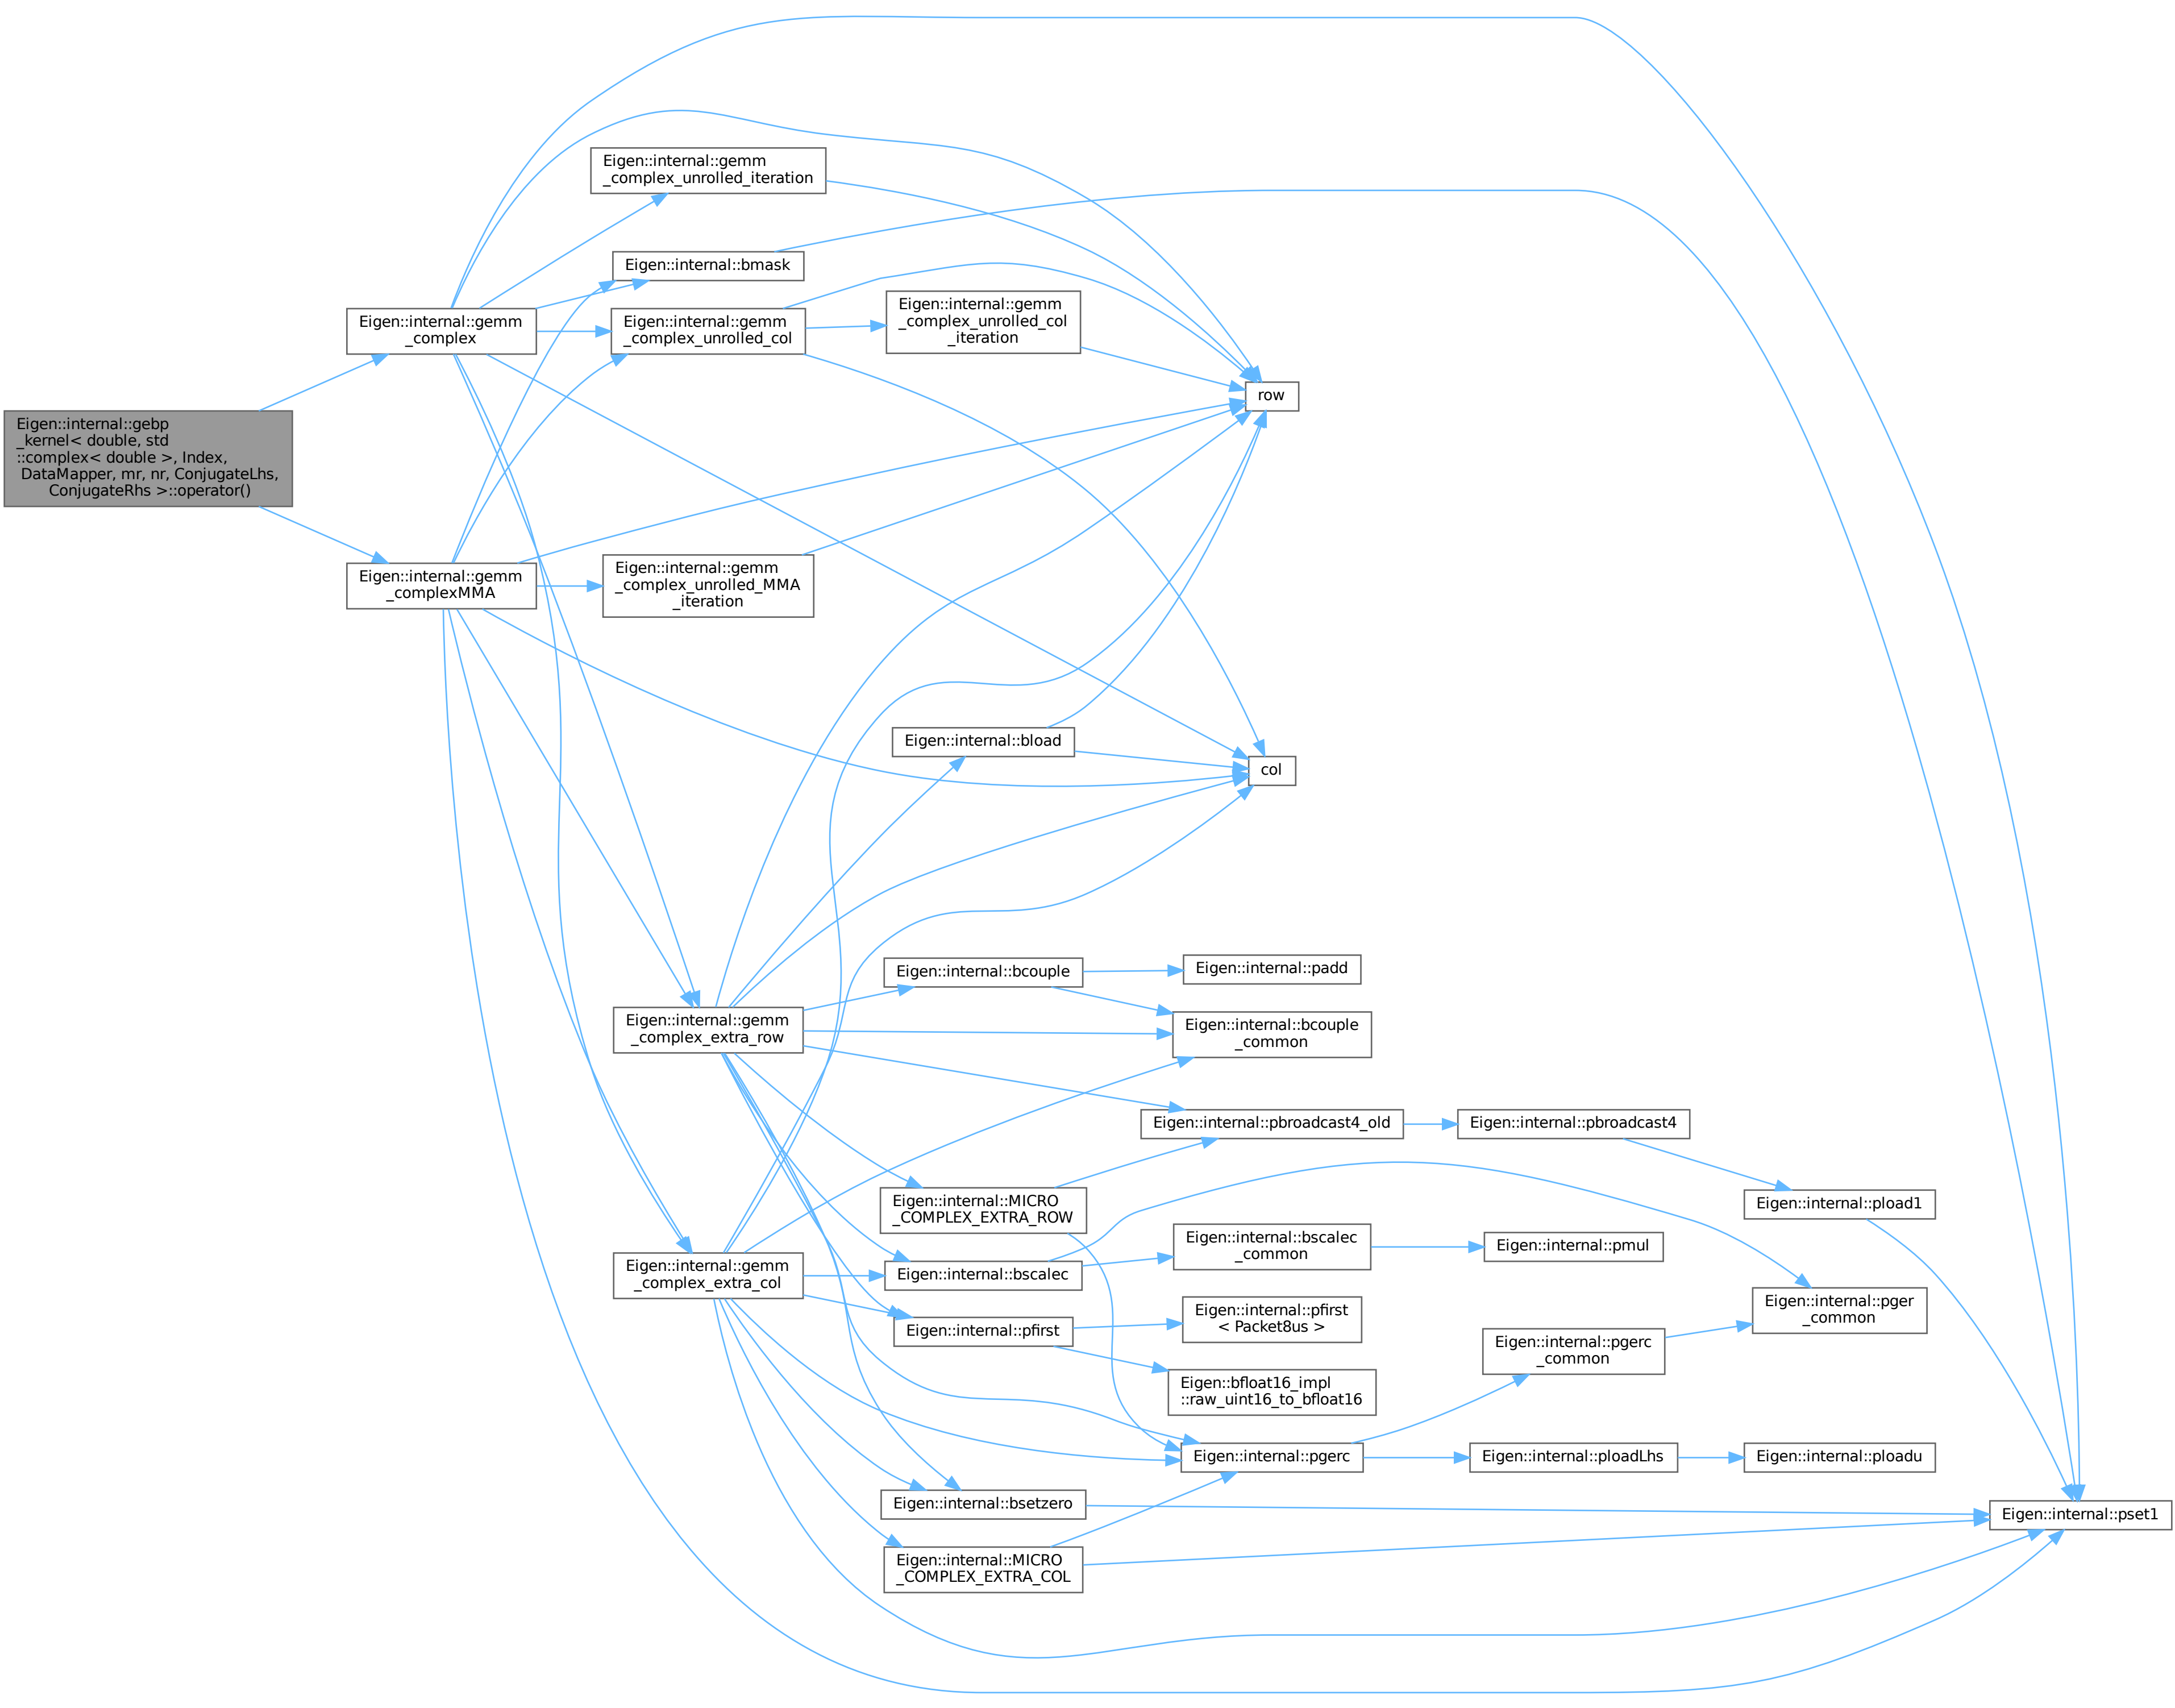 Eigen::internal::gebp
_kernel< double, std
::complex< double >, Index,
DataMapper, mr, nr, ConjugateLhs,
ConjugateRhs >::operator()
Eigen::internal::gemm
_complex
Eigen::internal::gemm
_complexMMA
Eigen::internal::gemm
_complex_unrolled_iteration
Eigen::internal::bmask
Eigen::internal::gemm
_complex_unrolled_col
Eigen::internal::gemm
_complex_unrolled_MMA
_iteration
Eigen::internal::gemm
_complex_extra_row
Eigen::internal::gemm
_complex_extra_col
Eigen::internal::gemm
_complex_unrolled_col
_iteration
Eigen::internal::bload
Eigen::internal::bcouple
Eigen::internal::MICRO
_COMPLEX_EXTRA_ROW
Eigen::internal::bscalec
Eigen::internal::pfirst
Eigen::internal::bsetzero
Eigen::internal::MICRO
_COMPLEX_EXTRA_COL
row
col
Eigen::internal::padd
Eigen::internal::bcouple
_common
Eigen::internal::pbroadcast4_old
Eigen::internal::bscalec
_common
Eigen::internal::pfirst
< Packet8us >
Eigen::bfloat16_impl
::raw_uint16_to_bfloat16
Eigen::internal::pgerc
Eigen::internal::pbroadcast4
Eigen::internal::pmul
Eigen::internal::pgerc
_common
Eigen::internal::ploadLhs
Eigen::internal::pload1
Eigen::internal::pger
_common
Eigen::internal::ploadu
Eigen::internal::pset1